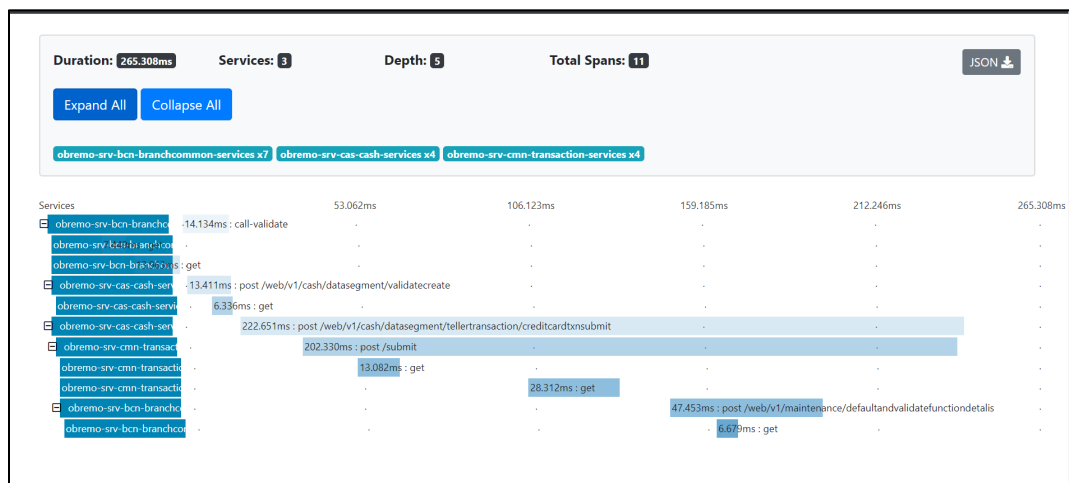 Duration: 265.308ms Services: 3 Depth: 5 Total Spans: 11 JSON
Expand All Collapse All
obremo-srv-bcn-branchcommon-services x7 obremo-srv-cas-cash-services x4 obremo-srv-cmn-transaction-services x4
Services 53.062ms 106.123ms 159.185ms 212.246ms 265.308ms
obremo-srv-bcn-branchco 14.134ms : call-validate
obremo-srv-bcn-branchcor get
obremo-srv-bcn-branchcor : get
obremo-srv-cas-cash-serv 13.411ms : post /web/v1/cash/datasegment/validatecreate
obremo-srv-cas-cash-servi 6.336ms : get
obremo-srv-cas-cash-serv 222.651ms : post /web/v1/cash/datasegment/tellertransaction/creditcardtxnsubmit
obremo-srv-cmn-transact 202.330ms : post /submit
obremo-srv-cmn-transactic 13.082ms : get
obremo-srv-cmn-transactic 28.312ms : get
obremo-srv-bcn-branchco 47.453ms : post /web/v1/maintenance/defaultandvalidatefunctiondetalis
obremo-srv-bcn-branchcor 6.679ms : get